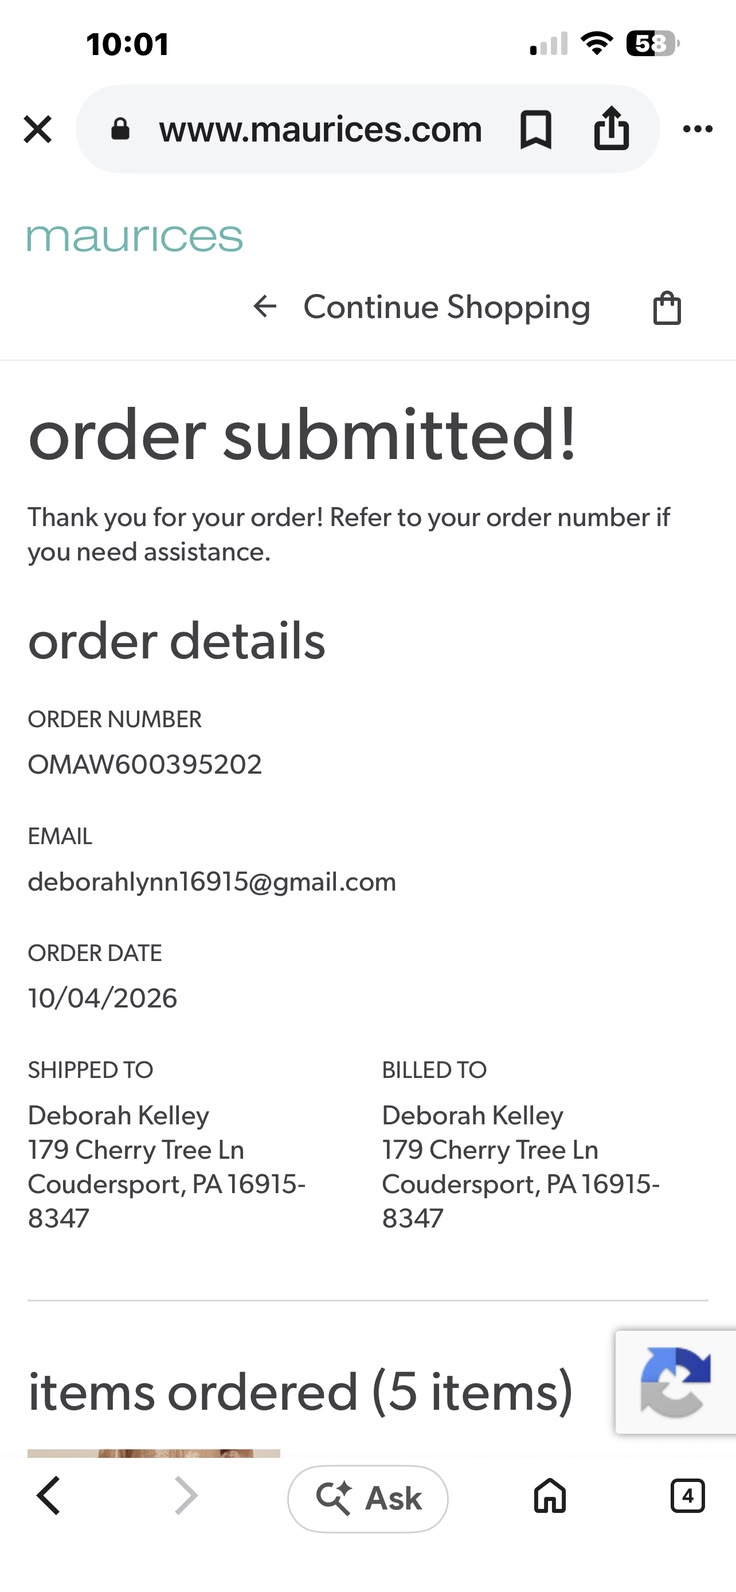 10:01
58
www.maurices.com
maurices
Continue Shopping
order submitted!
Thank you for your order! Refer to your order number if
you need assistance.
order details
ORDER NUMBER
OMAW600395202
EMAIL
deborahlynn16915@gmail.com
ORDER DATE
10/04/2026
SHIPPED TO
Deborah Kelley
179 Cherry Tree Ln
Coudersport, PA 16915-
8347
BILLED TO
Deborah Kelley
179 Cherry Tree Ln
Coudersport, PA 16915-
8347
items ordered (5 items)
Ask
4